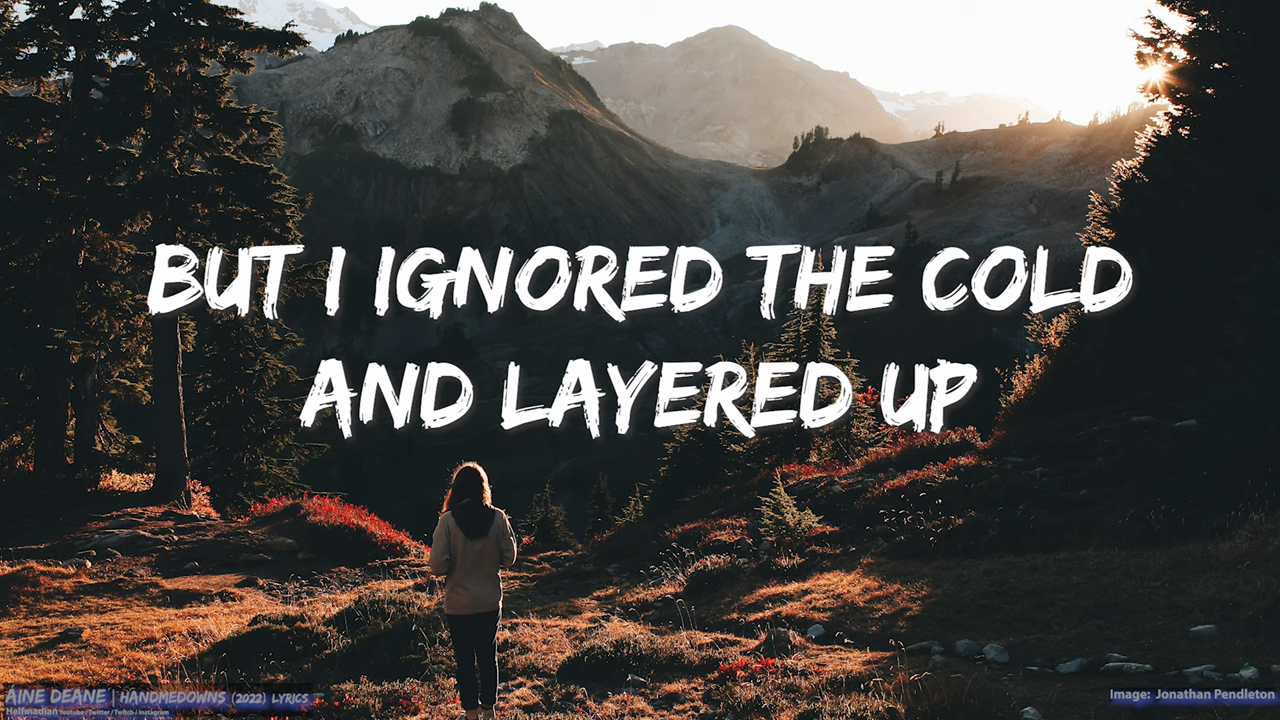 BUT I IGNORED THE COLD
AND LAYERED UP
ÁINE DEANE | HANDMEDOWNS (2022) LYRICS
Helfmadian Youtube / Twitter / Twitch / Instagram
Image: Jonathan Pendleton